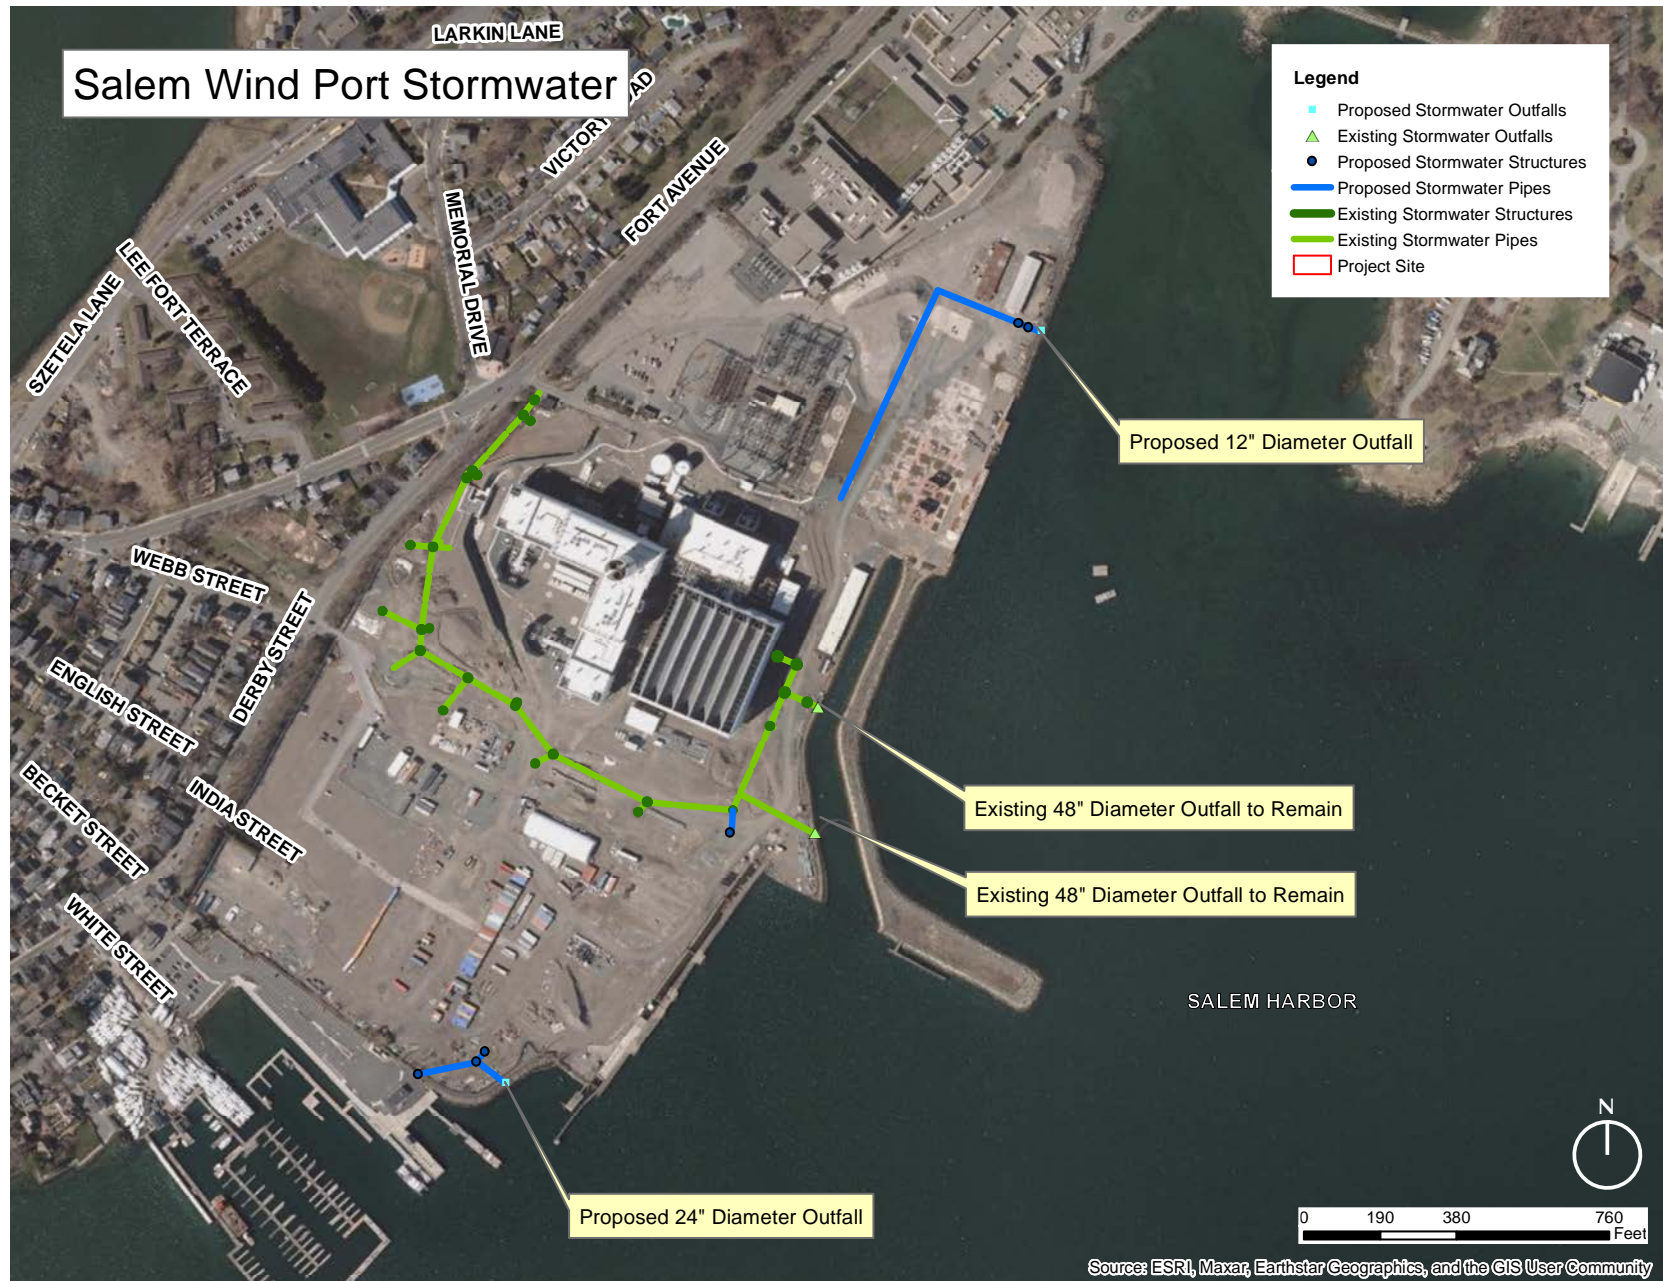 Salem Wind Port Stormwater
LARKIN LANE
VICTORY ROAD
FORT AVENUE
MEMORIAL DRIVE
LEE FORT TERRACE
SZETELA LANE
WEBB STREET
DERBY STREET
ENGLISH STREET
INDIA STREET
BECKET STREET
WHITE STREET
Legend
Proposed Stormwater Outfalls
Existing Stormwater Outfalls
Proposed Stormwater Structures
Proposed Stormwater Pipes
Existing Stormwater Structures
Existing Stormwater Pipes
Project Site
Proposed 12" Diameter Outfall
Existing 48" Diameter Outfall to Remain
Existing 48" Diameter Outfall to Remain
SALEM HARBOR
Proposed 24" Diameter Outfall
N
0 190 380 760
Feet
Source: ESRI, Maxar, Earthstar Geographics, and the GIS User Community